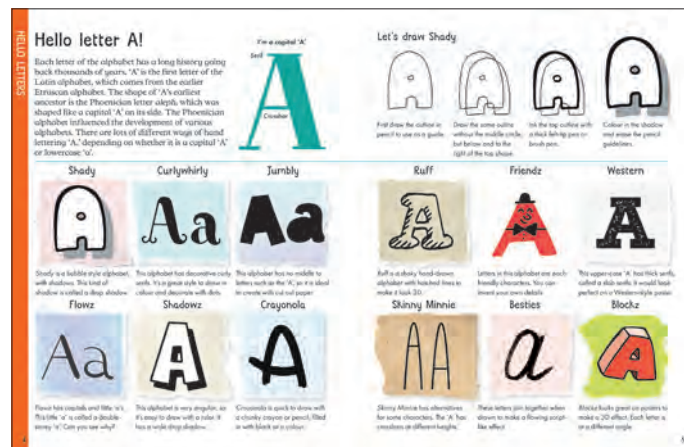 HELLO LETTERS
Hello letter A!
Each letter of the alphabet has a long history going
back thousands of years. 'A' is the first letter of the
Latin alphabet, which comes from the earlier
Etruscan alphabet. The shape of 'A's earliest
ancestor is the Phoenician letter aleph, which was
shaped like a capital 'A' on its side. The Phoenician
alphabet influenced the development of various
alphabets. There are lots of different ways of hand
lettering 'A,' depending on whether it is a capital 'A'
or lowercase 'a'.
I'm a capital 'A'
Serif
A
Crossbar
Let's draw Shady
First draw the outline in
pencil to use as a guide.
Draw the same outline
without the middle circle,
but below and to the
right of the top shape.
Ink the top outline with
a thick felt-tip pen or
brush pen.
Colour in the shadow
and erase the pencil
guidelines.
Shady
A
Shady is a bubble style alphabet,
with shadows. This kind of
shadow is called a drop shadow.
Curlywhirly
Aa
This alphabet has decorative curly
serifs. It's a great style to draw in
colour and decorate with dots.
Jumbly
Aa
This alphabet has no middle to
letters such as the 'A', so it is ideal
to create with cut out paper.
Ruff
A
Ruff is a shaky hand-drawn
alphabet with hatched lines to
make it look 3D.
Friendz
A
Letters in this alphabet are each
friendly characters. You can
invent your own details.
Western
A
This upper-case 'A' has thick serifs,
called a slab serif. It would look
perfect on a Western-style poster.
Flowz
Aa
Flowz has capitals and little 'a's.
This little 'a' is called a double-
storey 'a'. Can you see why?
Shadowz
A
This alphabet is very angular, so
it's easy to draw with a ruler. It
has a wide drop shadow.
Crayonola
A
Crayonola is quick to draw with
a chunky crayon or pencil, filled
in with black or a colour.
Skinny Minnie
AA
Skinny Minnie has alternatives
for some characters. The 'A' has
crossbars at different heights.
Besties
a
These letters join together when
drawn to make a flowing script-
like effect.
Blockz
A
to make a 3D effect. Each letter is
at a different angle.
4